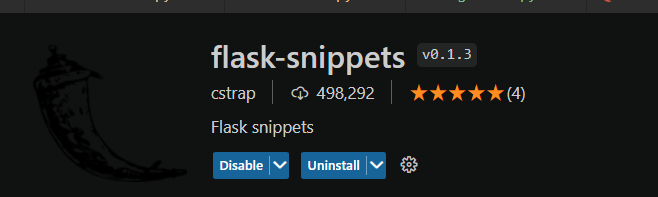 flask-snippets v0.1.3
cstrap 498,292 (4)
Flask snippets
Disable Uninstall